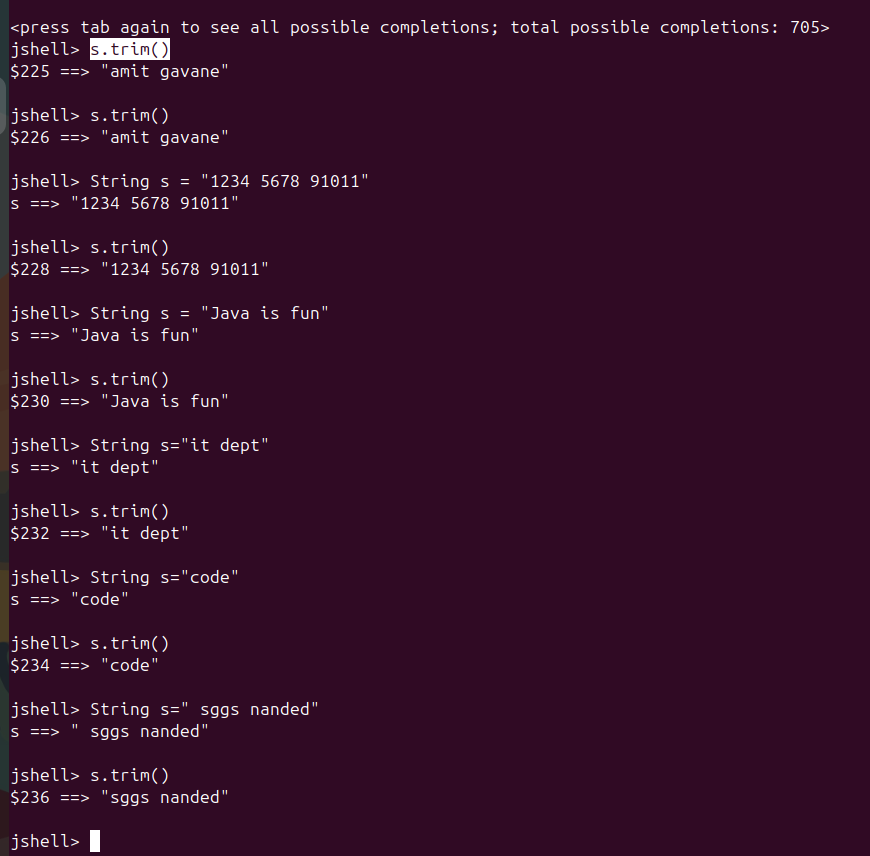 <press tab again to see all possible completions; total possible completions: 705>
jshell> s.trim()
$225 ==> "amit gavane"
jshell> s.trim()
$226 ==> "amit gavane"
jshell> String s = "1234 5678 91011"
s ==> "1234 5678 91011"
jshell> s.trim()
$228 ==> "1234 5678 91011"
jshell> String s = "Java is fun"
s ==> "Java is fun"
jshell> s.trim()
$230 ==> "Java is fun"
jshell> String s="it dept"
s ==> "it dept"
jshell> s.trim()
$232 ==> "it dept"
jshell> String s="code"
s ==> "code"
jshell> s.trim()
$234 ==> "code"
jshell> String s=" sggs nanded"
s ==> " sggs nanded"
jshell> s.trim()
$236 ==> "sggs nanded"
jshell>